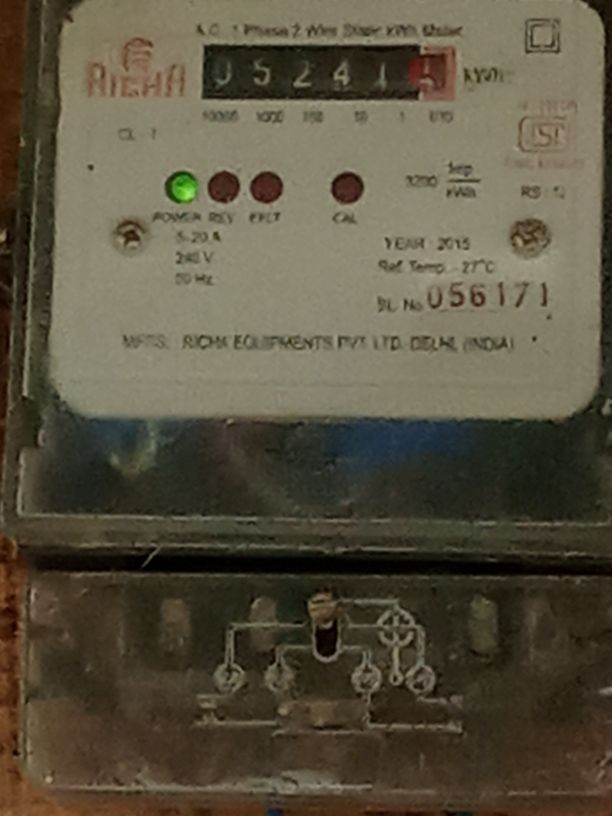 A.C. 1 Phase 2 Wire Static kWh Meter
RICHA
0 5 2 4 1
kWh
10000 1000 100 10 1 1/10
CL. 1
ISI
3200 Imp/kWh
POWER REV E/LT CAL
5-20 A
240 V
50 Hz
YEAR 2015
Ref. Temp. - 27°C
SL. No 056171
MFRS. RICHA EQUIPMENTS PVT. LTD. DELHI, (INDIA)